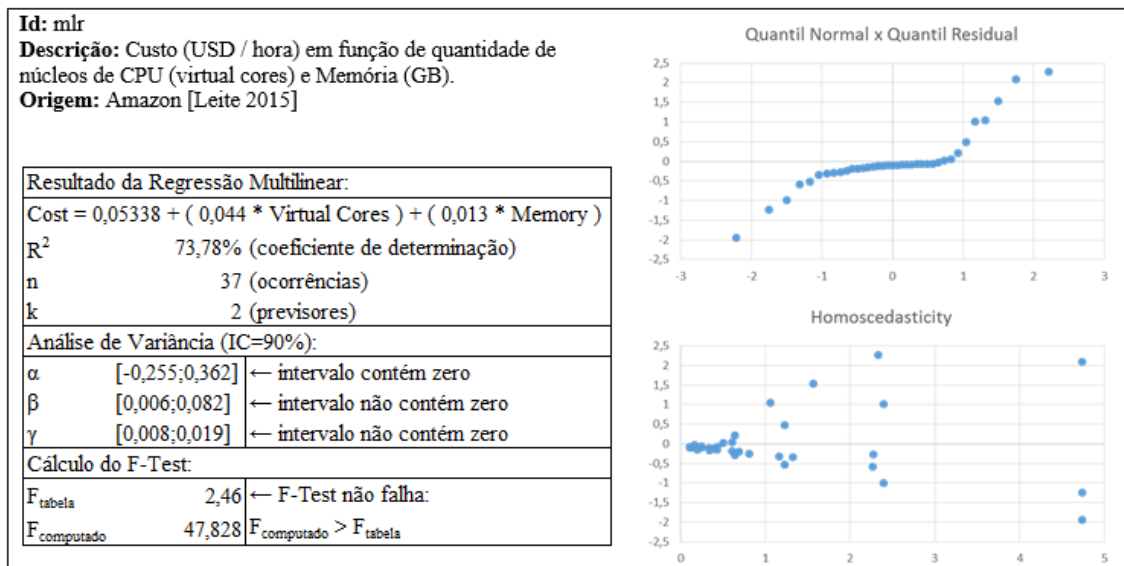 Id: mlr
Descrição: Custo (USD / hora) em função de quantidade de
núcleos de CPU (virtual cores) e Memória (GB).
Origem: Amazon [Leite 2015]
Resultado da Regressão Multilinear:
Cost = 0,05338 + ( 0,044 * Virtual Cores ) + ( 0,013 * Memory )
R² 73,78% (coeficiente de determinação)
n 37 (ocorrências)
k 2 (previsores)
Análise de Variância (IC=90%):
α [-0,255;0,362] ← intervalo contém zero
β [0,006;0,082] ← intervalo não contém zero
γ [0,008;0,019] ← intervalo não contém zero
Cálculo do F-Test:
Ftabela 2,46 ← F-Test não falha:
Fcomputado 47,828 Fcomputado > Ftabela
Quantil Normal x Quantil Residual
2,5
2
1,5
1
0,5
0
-0,5
-1
-1,5
-2
-2,5
-3 -2 -1 0 1 2 3
Homoscedasticity
2,5
2
1,5
1
0,5
0
-0,5
-1
-1,5
-2
-2,5
0 1 2 3 4 5